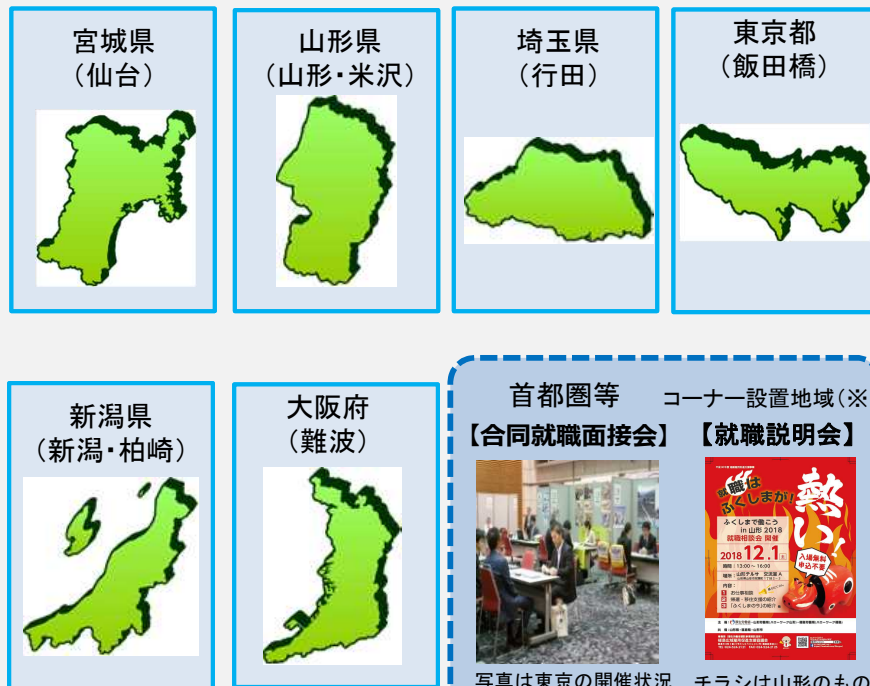 宮城県
（仙台）
山形県
（山形・米沢）
埼玉県
（行田）
東京都
（飯田橋）
新潟県
（新潟・柏崎）
大阪府
（難波）
首都圏等
【合同就職面接会】
写真は東京の開催状況
コーナー設置地域（※
【就職説明会】
就職は
ふくしまが！
熱い！
ふくしまで働こう
in 山形 2018
就職相談会 開催
2018 12.1
入場無料
申込不要
13:00～16:00
チラシは山形のもの